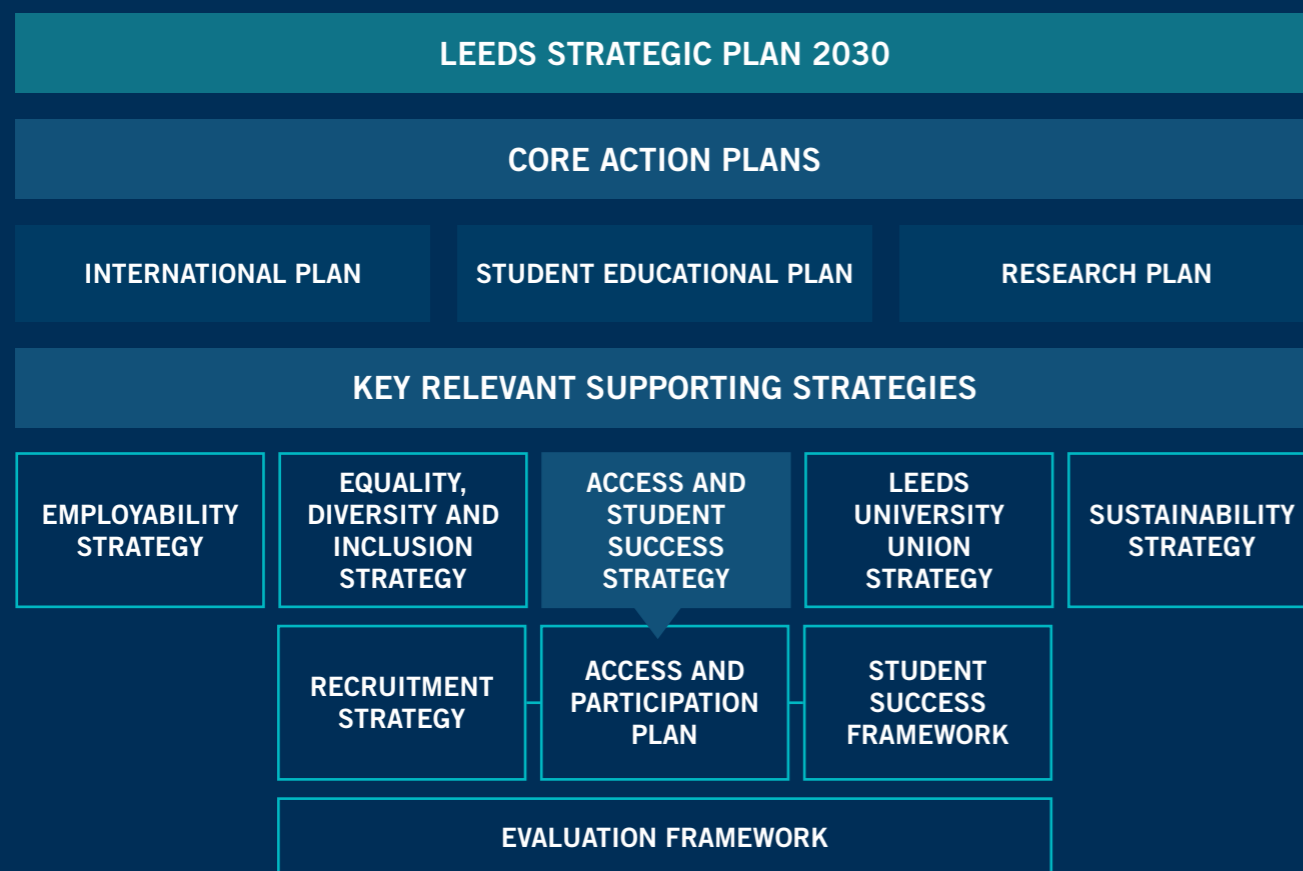 LEEDS STRATEGIC PLAN 2030
CORE ACTION PLANS
INTERNATIONAL PLAN
STUDENT EDUCATIONAL PLAN
RESEARCH PLAN
KEY RELEVANT SUPPORTING STRATEGIES
EMPLOYABILITY
STRATEGY
EQUALITY,
DIVERSITY AND
INCLUSION
STRATEGY
ACCESS AND
STUDENT
SUCCESS
STRATEGY
LEEDS
UNIVERSITY
UNION
STRATEGY
SUSTAINABILITY
STRATEGY
RECRUITMENT
STRATEGY
ACCESS AND
PARTICIPATION
PLAN
STUDENT
SUCCESS
FRAMEWORK
EVALUATION FRAMEWORK